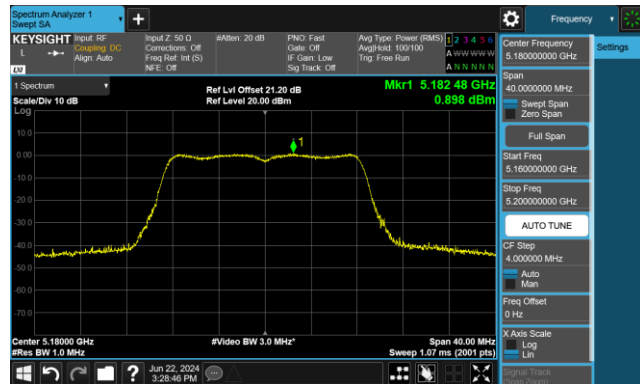 Spectrum Analyzer 1
Swept SA
+
Frequency
KEYSIGHT
Input: RF
Coupling: DC
Align: Auto
Input Z: 50 Ω
Corrections: Off
Freq Ref: Int (S)
NFE: Off
#Atten: 20 dB
PNO: Fast
Gate: Off
IF Gain: Low
Sig Track: Off
Avg Type: Power (RMS)
Avg|Hold: 100/100
Trig: Free Run
1 2 3 4 5 6
A W W W W W
A N N N N N
L
LXI
1 Spectrum
Scale/Div 10 dB
Ref Lvl Offset 21.20 dB
Ref Level 20.00 dBm
Mkr1 5.182 48 GHz
0.898 dBm
Log
10.0
0.00
-10.0
-20.0
-30.0
-40.0
-50.0
-60.0
-70.0
1
Center 5.18000 GHz
#Res BW 1.0 MHz
#Video BW 3.0 MHz*
Span 40.00 MHz
Sweep 1.07 ms (2001 pts)
Center Frequency
5.180000000 GHz
Settings
Span
40.0000000 MHz
Swept Span
Zero Span
Full Span
Start Freq
5.160000000 GHz
Stop Freq
5.200000000 GHz
AUTO TUNE
CF Step
4.000000 MHz
Auto
Man
Freq Offset
0 Hz
X Axis Scale
Log
Lin
Signal Track
(Span Zoom)
?
Jun 22, 2024
3:28:46 PM